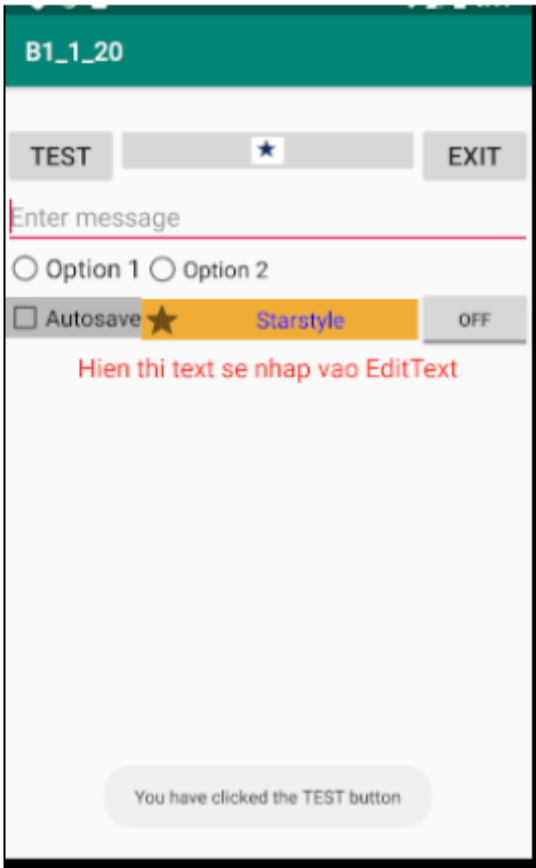 B1_1_20
TEST EXIT
Enter message
Option 1 Option 2
Autosave Starstyle OFF
Hien thi text se nhap vao EditText
You have clicked the TEST button